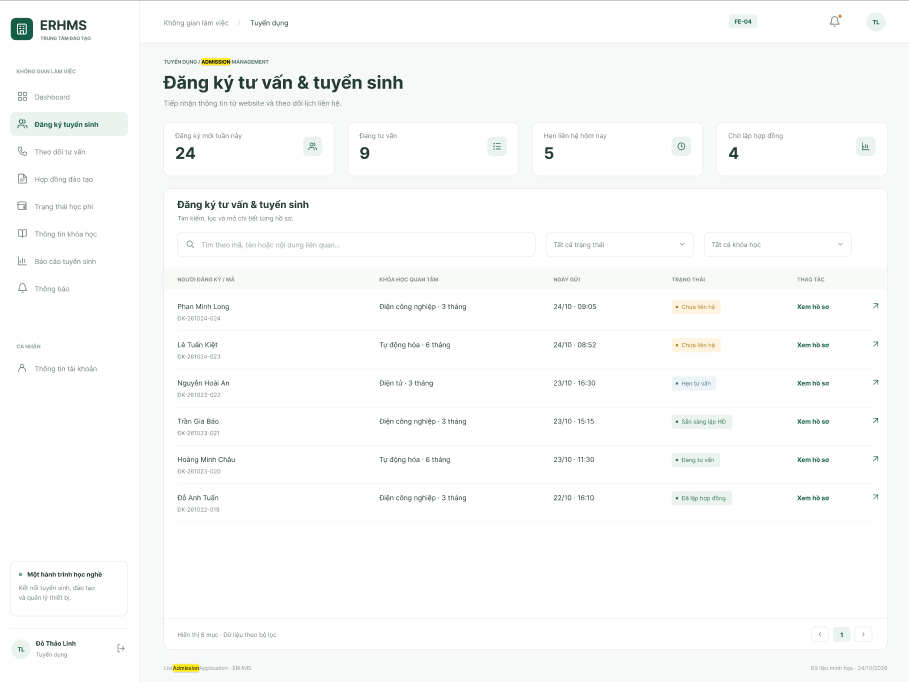 ERHMS
TRUNG TÂM ĐÀO TẠO
KHÔNG GIAN LÀM VIỆC
Dashboard
Đăng ký tuyển sinh
Theo dõi tư vấn
Hợp đồng đào tạo
Trạng thái học phí
Thông tin khóa học
Báo cáo tuyển sinh
Thông báo
CÁ NHÂN
Thông tin tài khoản
Một hành trình học nghề
Kết nối tuyển sinh, đào tạo
và quản lý thiết bị.
TL
Đỗ Thảo Linh
Tuyển dụng
Không gian làm việc / Tuyển dụng
FE-04
TL
TUYỂN DỤNG / ADMISSION MANAGEMENT
Đăng ký tư vấn & tuyển sinh
Tiếp nhận thông tin từ website và theo dõi lịch liên hệ.
Đăng ký mới tuần này
24
Đang tư vấn
9
Hẹn liên hệ hôm nay
5
Chờ lập hợp đồng
4
Đăng ký tư vấn & tuyển sinh
Tìm kiếm, lọc và mở chi tiết từng hồ sơ.
Tìm theo mã, tên hoặc nội dung liên quan...
Tất cả trạng thái
Tất cả khóa học
NGƯỜI ĐĂNG KÝ / MÃ KHÓA HỌC QUAN TÂM NGÀY GỬI TRẠNG THÁI THAO TÁC
Phan Minh Long Điện công nghiệp · 3 tháng 24/10 · 09:05 Chưa liên hệ Xem hồ sơ
ĐK-261024-024
Lê Tuấn Kiệt Tự động hóa · 6 tháng 24/10 · 08:52 Chưa liên hệ Xem hồ sơ
ĐK-261024-023
Nguyễn Hoài An Điện tử · 3 tháng 23/10 · 16:30 Hẹn tư vấn Xem hồ sơ
ĐK-261023-022
Trần Gia Bảo Điện công nghiệp · 3 tháng 23/10 · 15:15 Sẵn sàng lập HĐ Xem hồ sơ
ĐK-261023-021
Hoàng Minh Châu Tự động hóa · 6 tháng 23/10 · 11:30 Đang tư vấn Xem hồ sơ
ĐK-261023-020
Đỗ Anh Tuấn Điện công nghiệp · 3 tháng 22/10 · 16:10 Đã lập hợp đồng Xem hồ sơ
ĐK-261022-019
Hiển thị 6 mục · Dữ liệu theo bộ lọc
1
ListAdmissionApplication · ERHMS
Dữ liệu minh họa · 24/10/2026